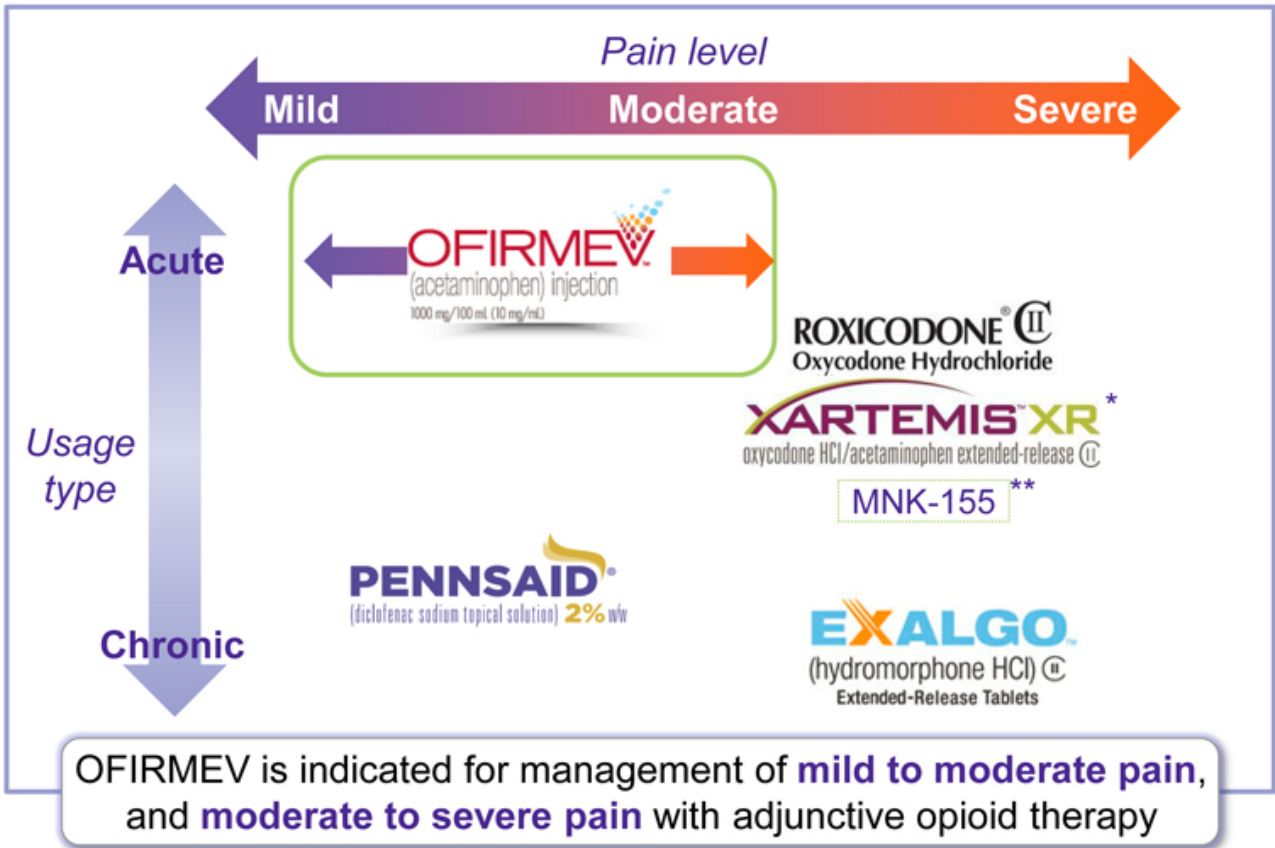 Pain level
Mild Moderate Severe
Acute
OFIRMEV™
(acetaminophen) injection
1000 mg/100 mL (10 mg/mL)
ROXICODONE® CII
Oxycodone Hydrochloride
XARTEMIS™ XR *
oxycodone HCl/acetaminophen extended-release CII
MNK-155 **
Usage
type
PENNSAID®
(diclofenac sodium topical solution) 2% w/w
Chronic
EXALGO™
(hydromorphone HCl) CII
Extended-Release Tablets
OFIRMEV is indicated for management of mild to moderate pain,
and moderate to severe pain with adjunctive opioid therapy